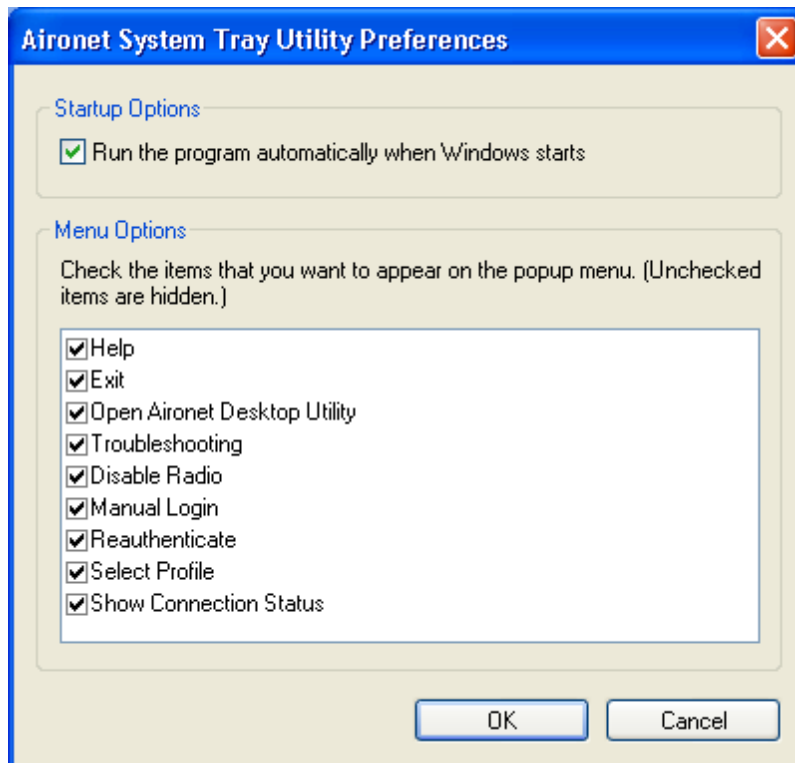 Aironet System Tray Utility Preferences
Startup Options
Run the program automatically when Windows starts
Menu Options
Check the items that you want to appear on the popup menu. (Unchecked
items are hidden.)
Help
Exit
Open Aironet Desktop Utility
Troubleshooting
Disable Radio
Manual Login
Reauthenticate
Select Profile
Show Connection Status
OK Cancel